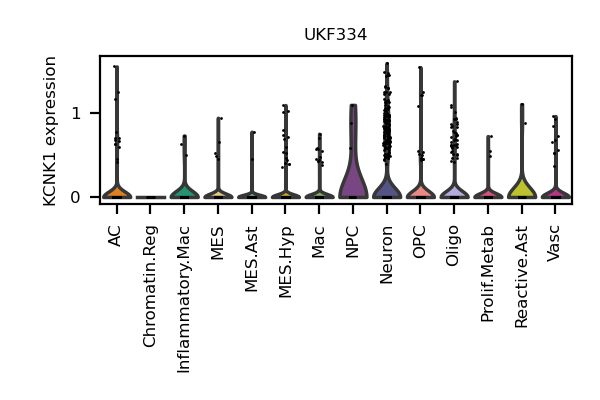 UKF334
KCNK1 expression
1
0
AC
Chromatin.Reg
Inflammatory.Mac
MES
MES.Ast
MES.Hyp
Mac
NPC
Neuron
OPC
Oligo
Prolif.Metab
Reactive.Ast
Vasc